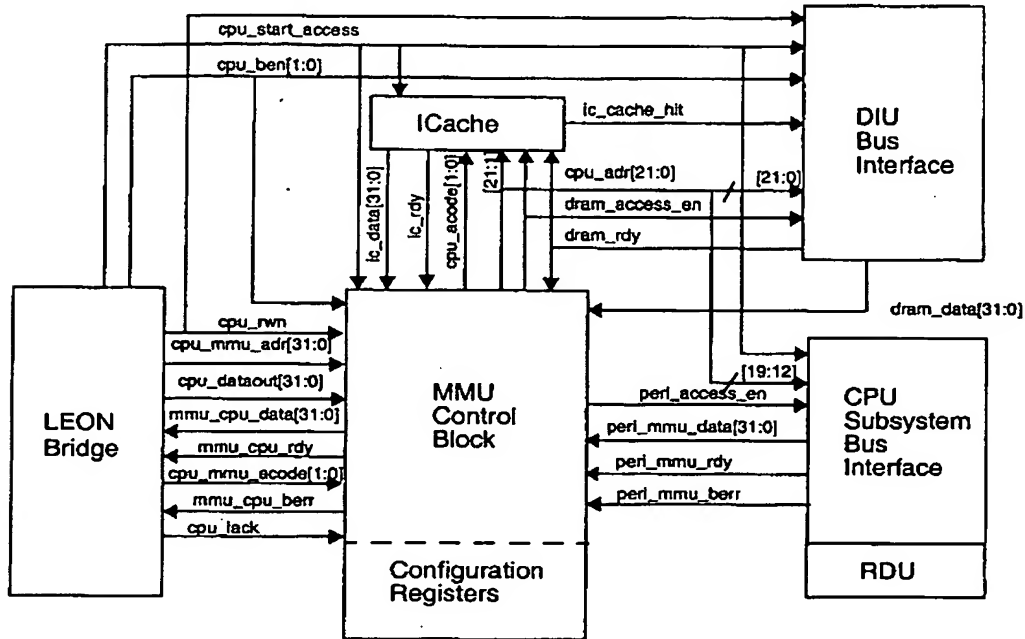 cpu_start_access
cpu_ben[1:0]
ICache
ic_cache_hit
DIU
Bus
Interface
ic_data[31:0]
ic_rdy
cpu_acode[1:0]
[21:1]
cpu_adr[21:0]
[21:0]
dram_access_en
dram_rdy
dram_data[31:0]
LEON
Bridge
cpu_rwn
cpu_mmu_adr[31:0]
cpu_dataout[31:0]
mmu_cpu_data[31:0]
mmu_cpu_rdy
cpu_mmu_acode[1:0]
mmu_cpu_berr
cpu_iack
MMU
Control
Block
Configuration
Registers
[19:12]
peri_access_en
peri_mmu_data[31:0]
peri_mmu_rdy
peri_mmu_berr
CPU
Subsystem
Bus
Interface
RDU